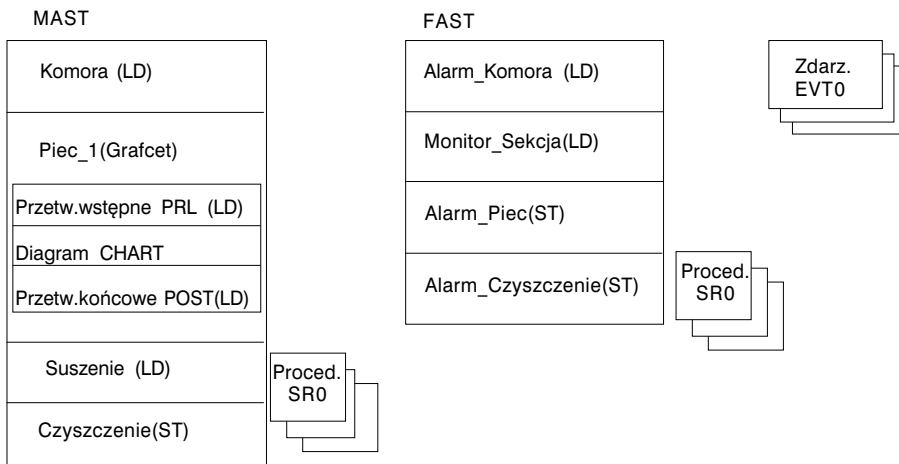 MAST
Komora (LD)
Piec_1(Grafcet)
Przetw.wstępne PRL (LD)
Diagram CHART
Przetw.końcowe POST(LD)
Suszenie (LD)
Czyszczenie(ST)
Proced.
SR0
FAST
Alarm_Komora (LD)
Monitor_Sekcja(LD)
Alarm_Piec(ST)
Alarm_Czyszczenie(ST)
Proced.
SR0
Zdarz.
EVT0